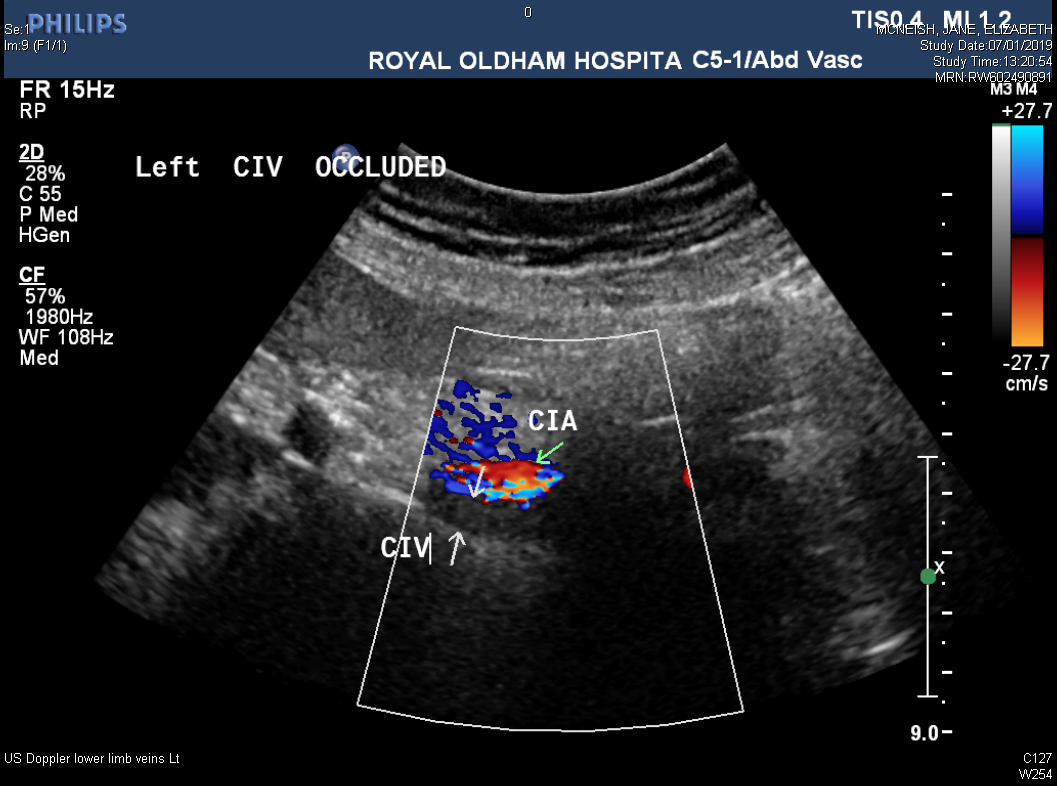 0
Se:1
PHILIPS
TIS0.4 MI 1.2
MCNEISH, JANE, ELIZABETH
Im:9 (F1/1)
Study Date:07/01/2019
ROYAL OLDHAM HOSPITA C5-1/Abd Vasc
Study Time:13:20:54
MRN:RW602490891
FR 15Hz
RP
M3 M4
+27.7
2D
28%
C 55
P Med
HGen
Left CIV OCCLUDED
P
CF
57%
1980Hz
WF 108Hz
Med
-27.7
cm/s
CIA
CIV
x
9.0
US Doppler lower limb veins Lt
C127
W254